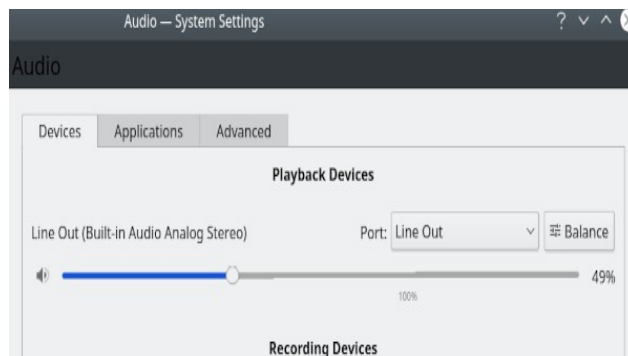 Audio — System Settings
Audio
Devices Applications Advanced
Playback Devices
Line Out (Built-in Audio Analog Stereo) Port: Line Out Balance
49%
100%
Recording Devices